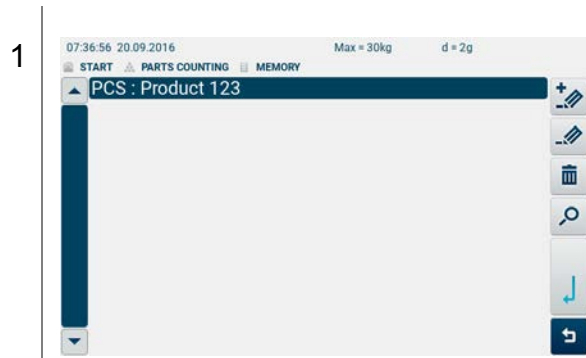 1
07:36:56 20.09.2016 Max = 30kg d = 2g
START PARTS COUNTING MEMORY
PCS : Product 123